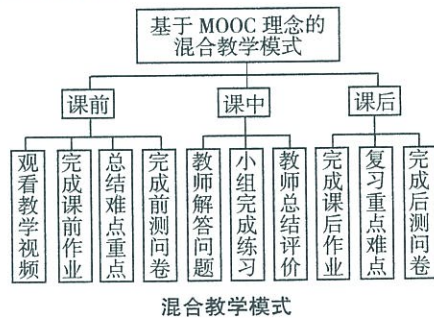 基于 MOOC 理念的
混合教学模式
课前
课中
课后
观看教学视频
完成课前作业
总结难点重点
完成前测问卷
教师解答问题
小组完成练习
教师总结评价
完成课后作业
复习重点难点
完成后测问卷
混合教学模式